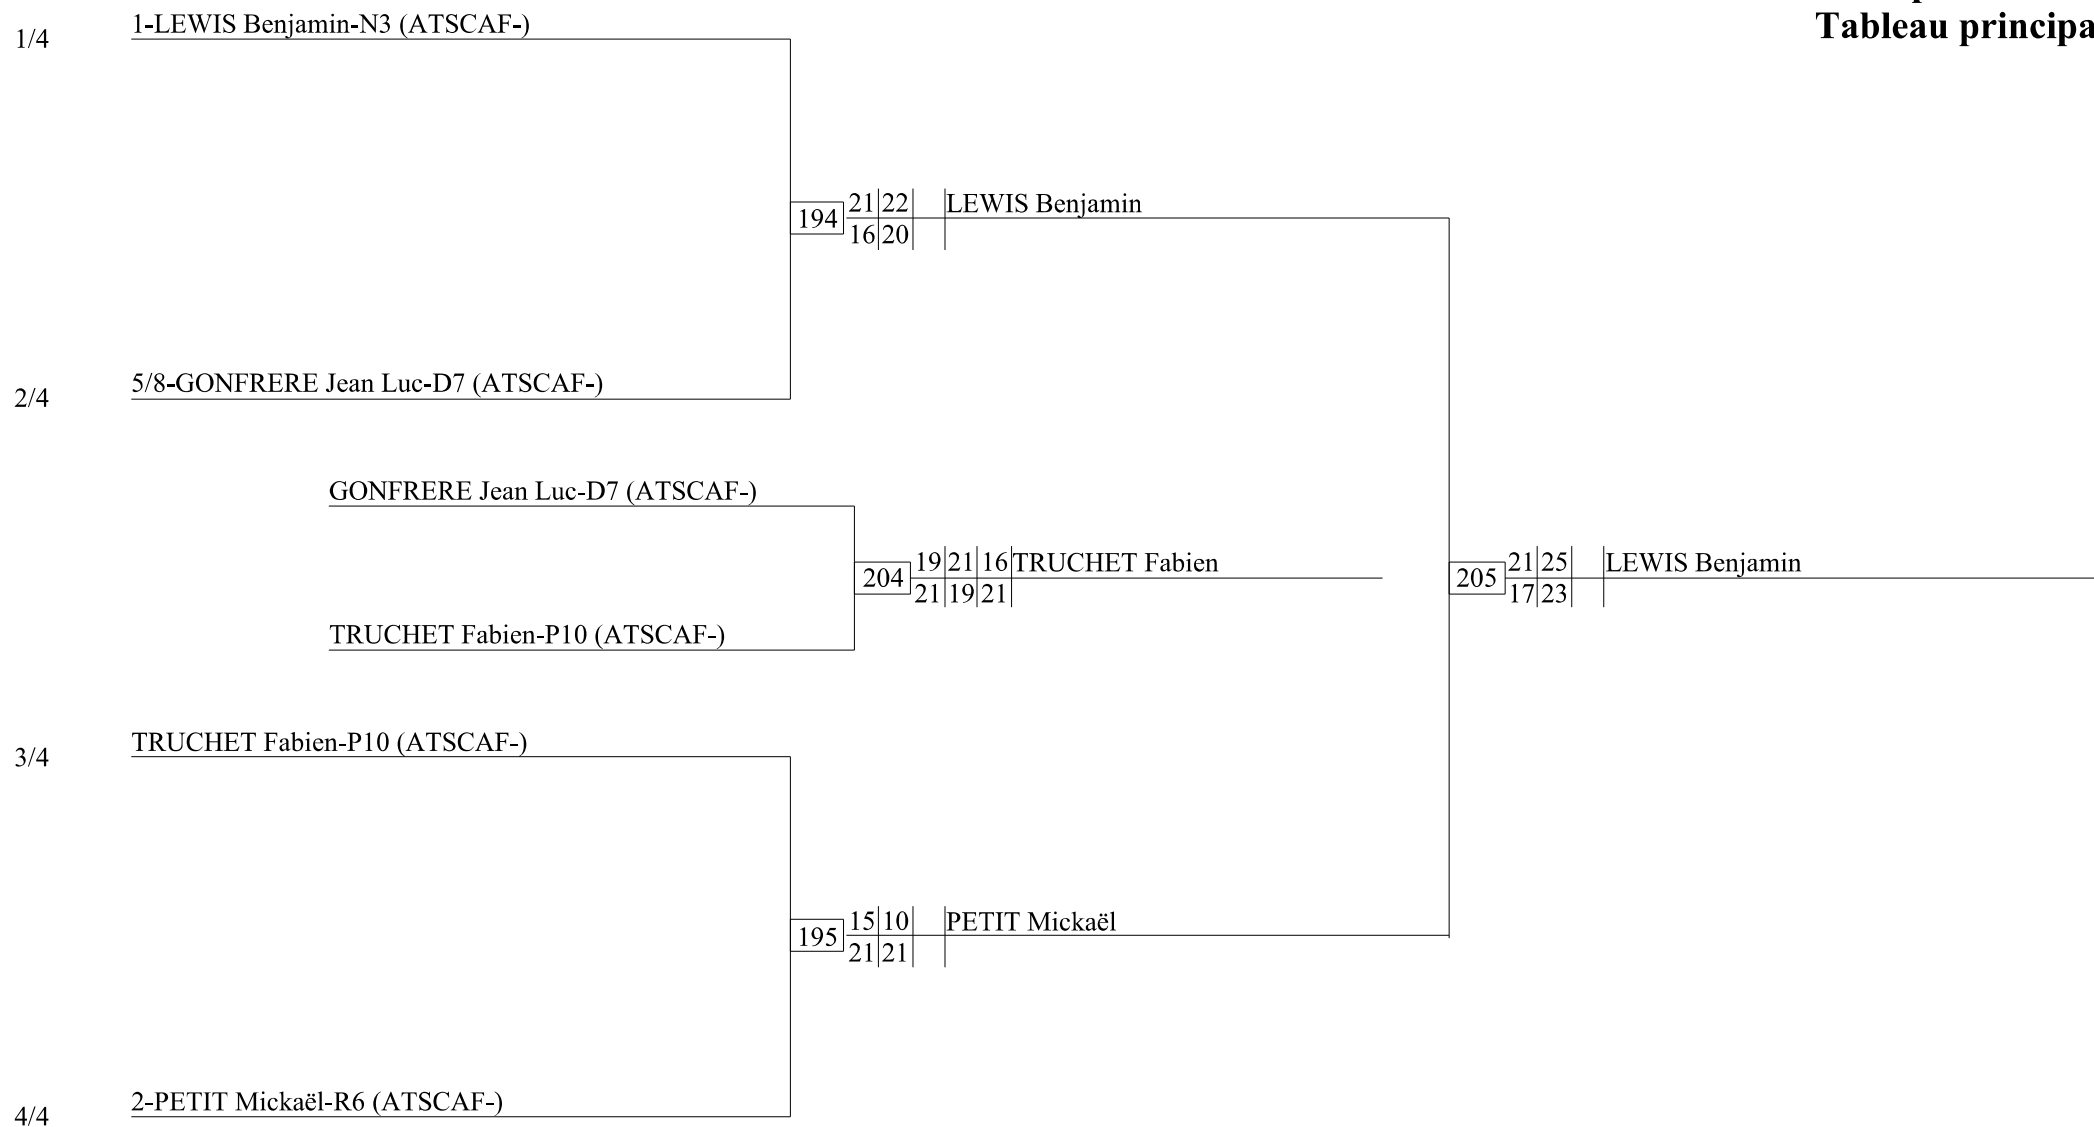 Tableau principa
1/4 1-LEWIS Benjamin-N3 (ATSCAF-)
21 22 LEWIS Benjamin
194
16 20
2/4 5/8-GONFRERE Jean Luc-D7 (ATSCAF-)
GONFRERE Jean Luc-D7 (ATSCAF-)
19 21 16 TRUCHET Fabien
204
21 19 21
21 25 LEWIS Benjamin
205
17 23
TRUCHET Fabien-P10 (ATSCAF-)
3/4 TRUCHET Fabien-P10 (ATSCAF-)
15 10 PETIT Mickaël
195
21 21
4/4 2-PETIT Mickaël-R6 (ATSCAF-)